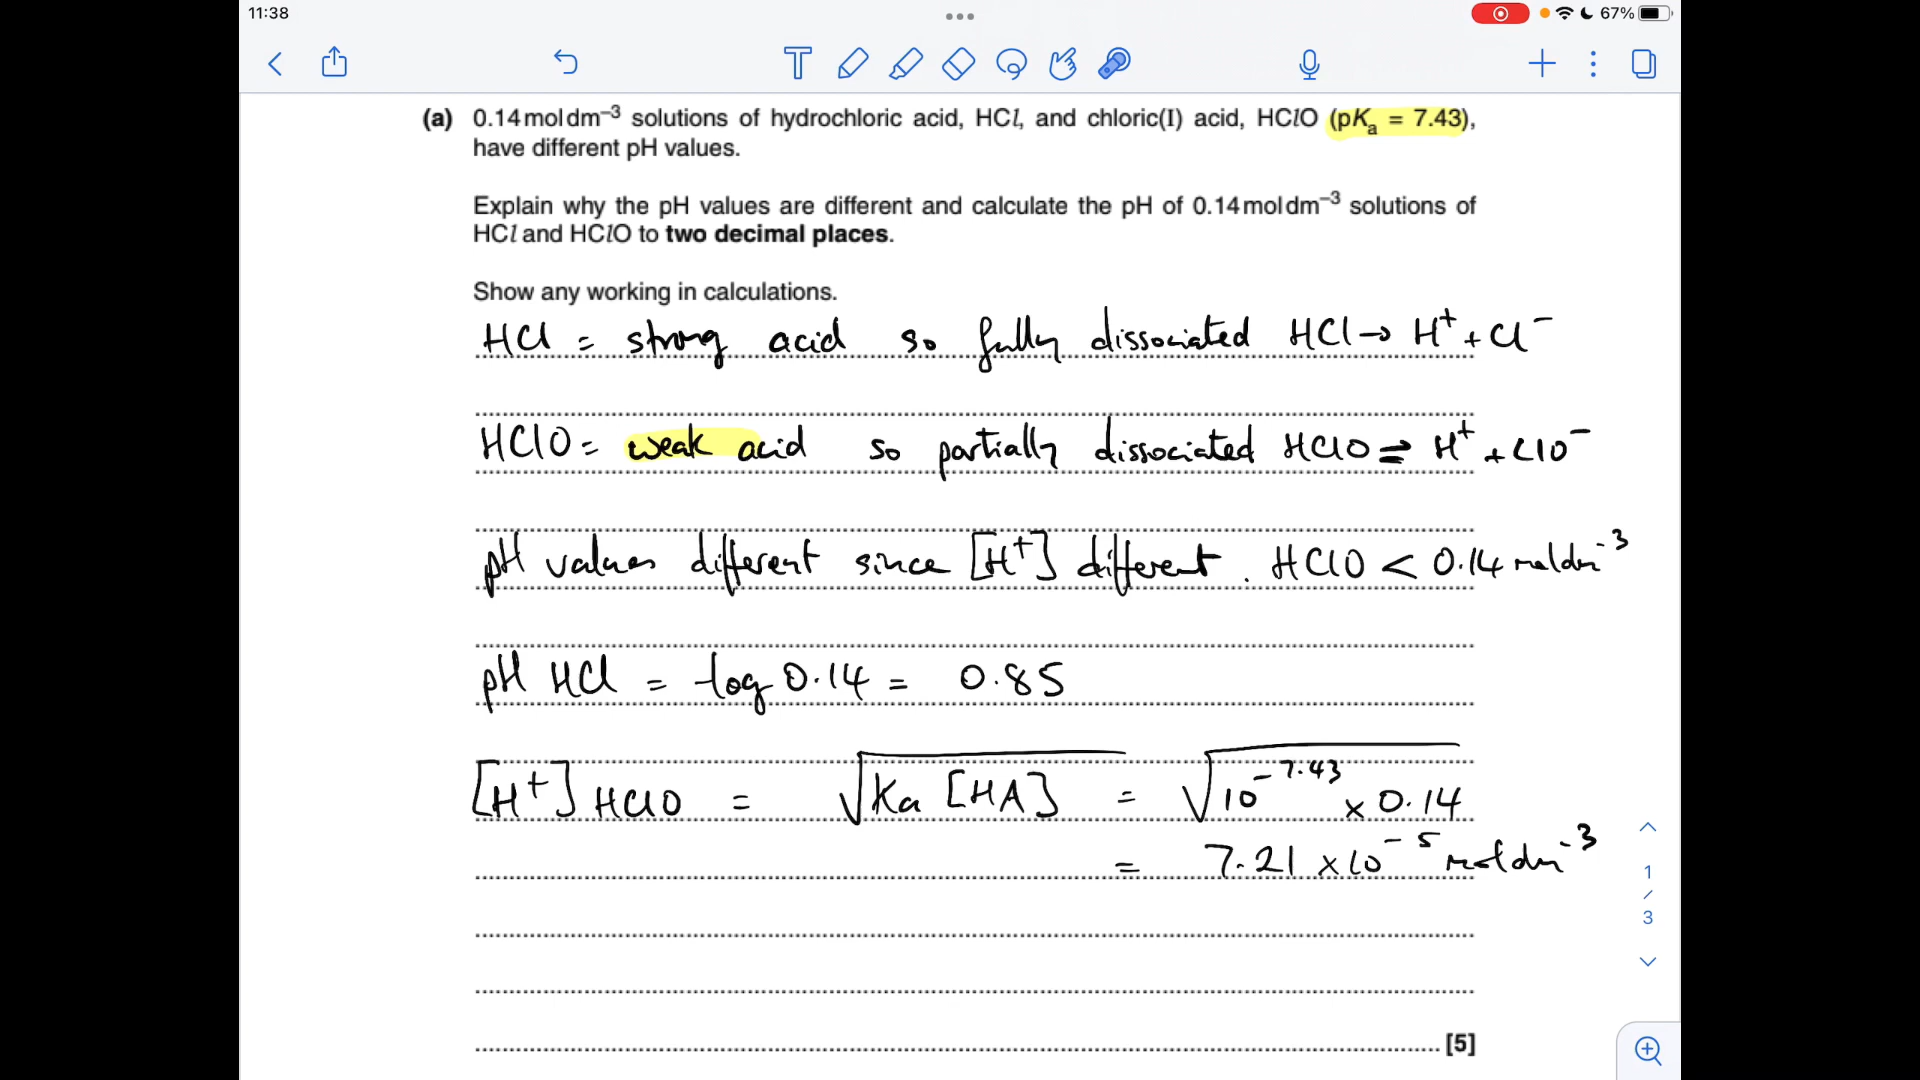 11:38
67%
(a) 0.14 mol dm⁻³ solutions of hydrochloric acid, HCl, and chloric(I) acid, HClO (pKₐ = 7.43),
have different pH values.
Explain why the pH values are different and calculate the pH of 0.14 mol dm⁻³ solutions of
HCl and HClO to two decimal places.
Show any working in calculations.
HCl = strong acid so fully dissociated HCl → H⁺ + Cl⁻
HClO = weak acid so partially dissociated HClO ⇌ H⁺ + ClO⁻
pH values different since [H⁺] different. HClO < 0.14 moldm⁻³
pH HCl = -log 0.14 = 0.85
[H⁺] HClO = √Ka [HA] = √10⁻⁷·⁴³ × 0.14
= 7.21 × 10⁻⁵ moldm⁻³
1
/
3
[5]